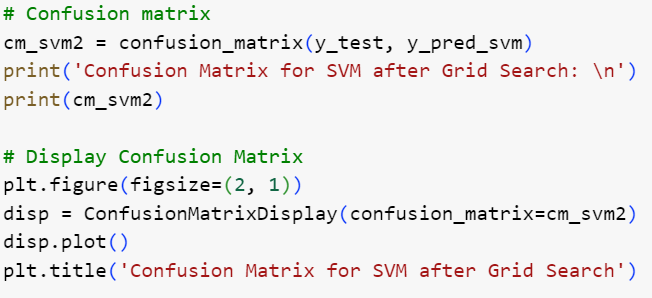 # Confusion matrix
cm_svm2 = confusion_matrix(y_test, y_pred_svm)
print('Confusion Matrix for SVM after Grid Search: \n')
print(cm_svm2)

# Display Confusion Matrix
plt.figure(figsize=(2, 1))
disp = ConfusionMatrixDisplay(confusion_matrix=cm_svm2)
disp.plot()
plt.title('Confusion Matrix for SVM after Grid Search')